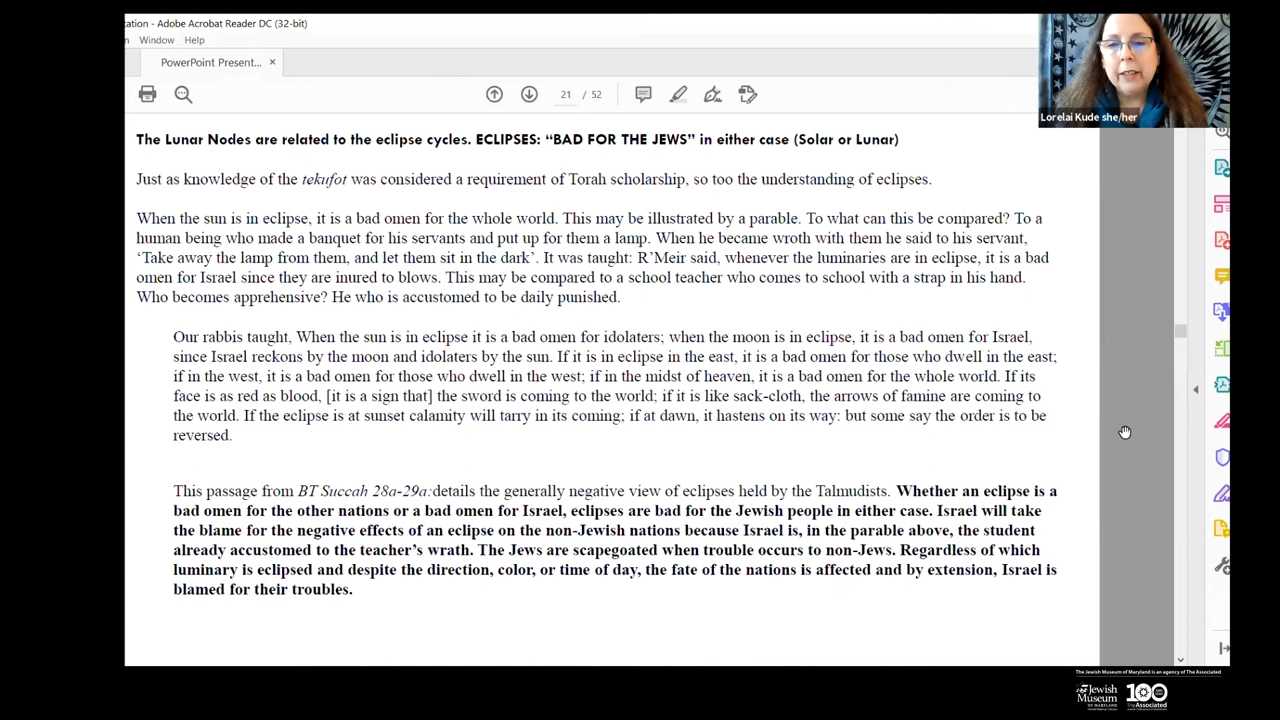 cation - Adobe Acrobat Reader DC (32-bit)
n Window Help
PowerPoint Present... ×
21 / 52
Lorelai Kude she/her
The Lunar Nodes are related to the eclipse cycles. ECLIPSES: “BAD FOR THE JEWS” in either case (Solar or Lunar)
Just as knowledge of the tekufot was considered a requirement of Torah scholarship, so too the understanding of eclipses.
When the sun is in eclipse, it is a bad omen for the whole world. This may be illustrated by a parable. To what can this be compared? To a
human being who made a banquet for his servants and put up for them a lamp. When he became wroth with them he said to his servant,
‘Take away the lamp from them, and let them sit in the dark’. It was taught: R’Meir said, whenever the luminaries are in eclipse, it is a bad
omen for Israel since they are inured to blows. This may be compared to a school teacher who comes to school with a strap in his hand.
Who becomes apprehensive? He who is accustomed to be daily punished.
Our rabbis taught, When the sun is in eclipse it is a bad omen for idolaters; when the moon is in eclipse, it is a bad omen for Israel,
since Israel reckons by the moon and idolaters by the sun. If it is in eclipse in the east, it is a bad omen for those who dwell in the east;
if in the west, it is a bad omen for those who dwell in the west; if in the midst of heaven, it is a bad omen for the whole world. If its
face is as red as blood, [it is a sign that] the sword is coming to the world; if it is like sack-cloth, the arrows of famine are coming to
the world. If the eclipse is at sunset calamity will tarry in its coming; if at dawn, it hastens on its way: but some say the order is to be
reversed.
This passage from BT Succah 28a-29a:details the generally negative view of eclipses held by the Talmudists. Whether an eclipse is a
bad omen for the other nations or a bad omen for Israel, eclipses are bad for the Jewish people in either case. Israel will take
the blame for the negative effects of an eclipse on the non-Jewish nations because Israel is, in the parable above, the student
already accustomed to the teacher’s wrath. The Jews are scapegoated when trouble occurs to non-Jews. Regardless of which
luminary is eclipsed and despite the direction, color, or time of day, the fate of the nations is affected and by extension, Israel is
blamed for their troubles.
The Jewish Museum of Maryland is an agency of The Associated
Jewish Museum
100
The Associated